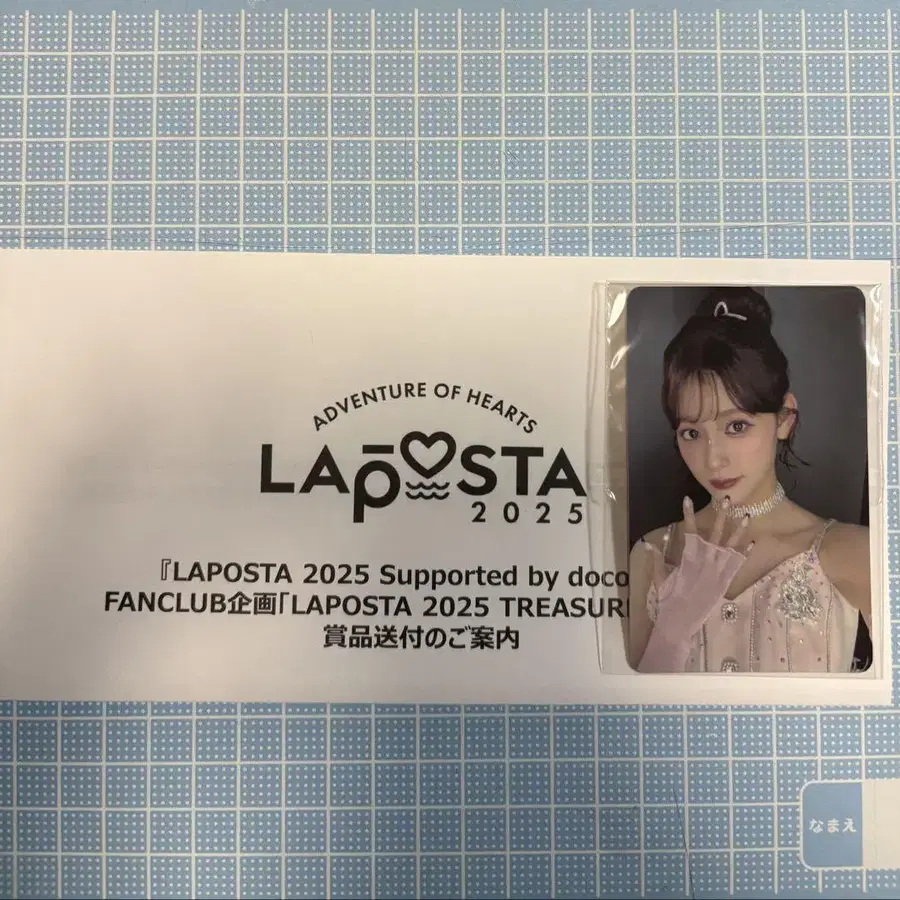 ADVENTURE OF HEARTS
LAPOSTA
2025
『LAPOSTA 2025 Supported by doco
FANCLUB企画「LAPOSTA 2025 TREASUR
賞品送付のご案内
なまえ